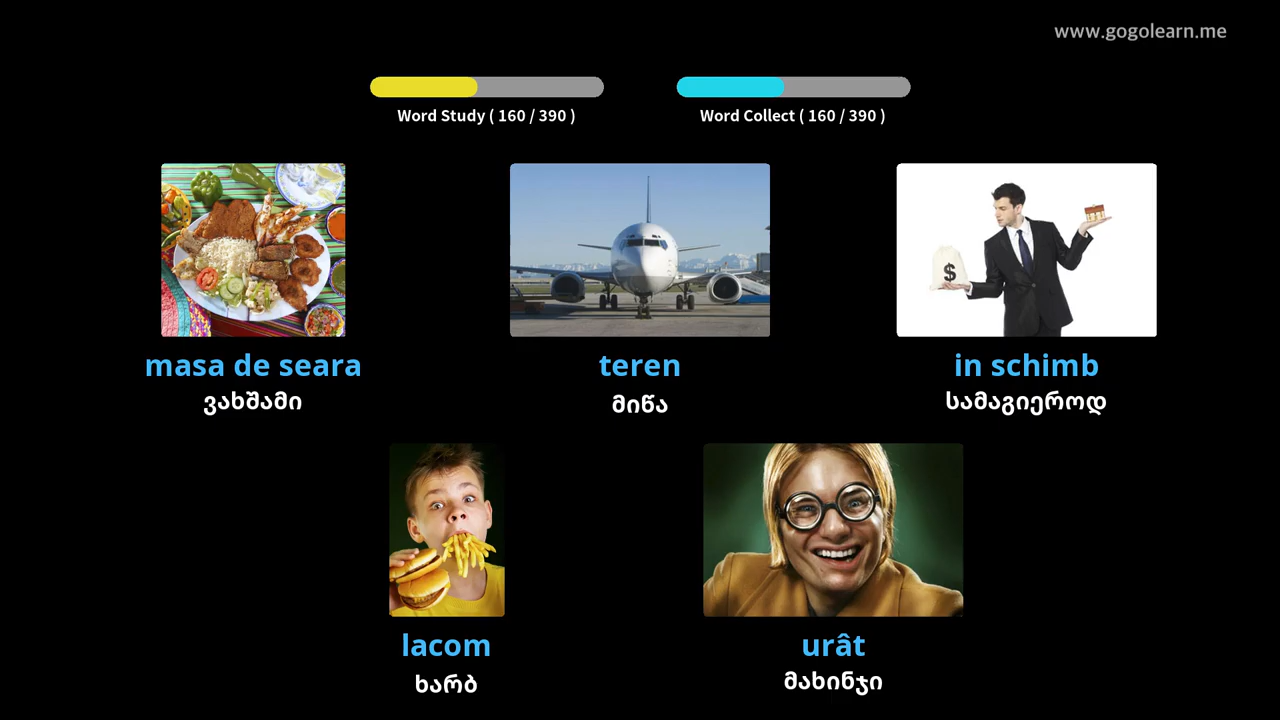 www.gogolearn.me
Word Study ( 160 / 390 )
Word Collect ( 160 / 390 )
masa de seara
ვახშამი
teren
მიწა
in schimb
სამაგიეროდ
$
lacom
ხარბ
urât
მახინჯი